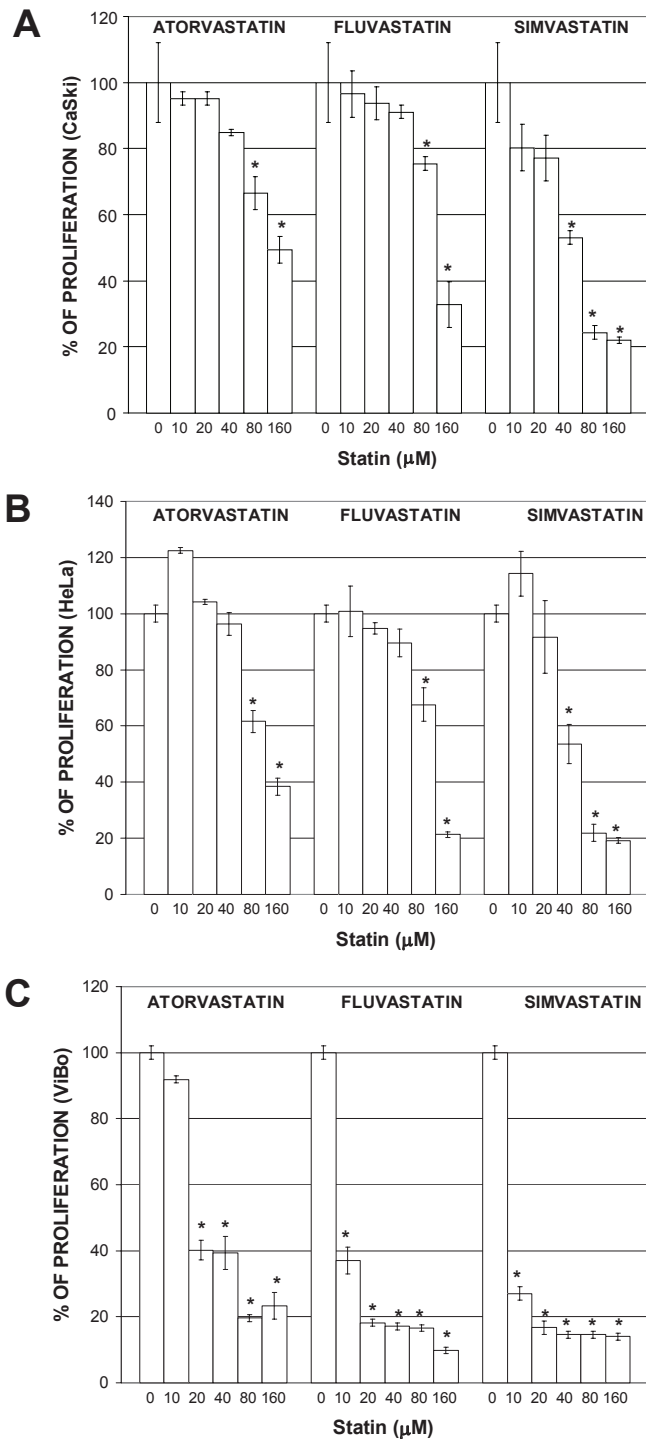 A
ATORVASTATIN FLUVASTATIN SIMVASTATIN
% OF PROLIFERATION (CaSki)
120
100
80
60
40
20
0
* * * * * * *
0 10 20 40 80 160 0 10 20 40 80 160 0 10 20 40 80 160
Statin (µM)
B
ATORVASTATIN FLUVASTATIN SIMVASTATIN
% OF PROLIFERATION (HeLa)
140
120
100
80
60
40
20
0
* * * * * * *
0 10 20 40 80 160 0 10 20 40 80 160 0 10 20 40 80 160
Statin (µM)
C
ATORVASTATIN FLUVASTATIN SIMVASTATIN
% OF PROLIFERATION (ViBo)
120
100
80
60
40
20
0
* * * * * * * * * * * * * *
0 10 20 40 80 160 0 10 20 40 80 160 0 10 20 40 80 160
Statin (µM)